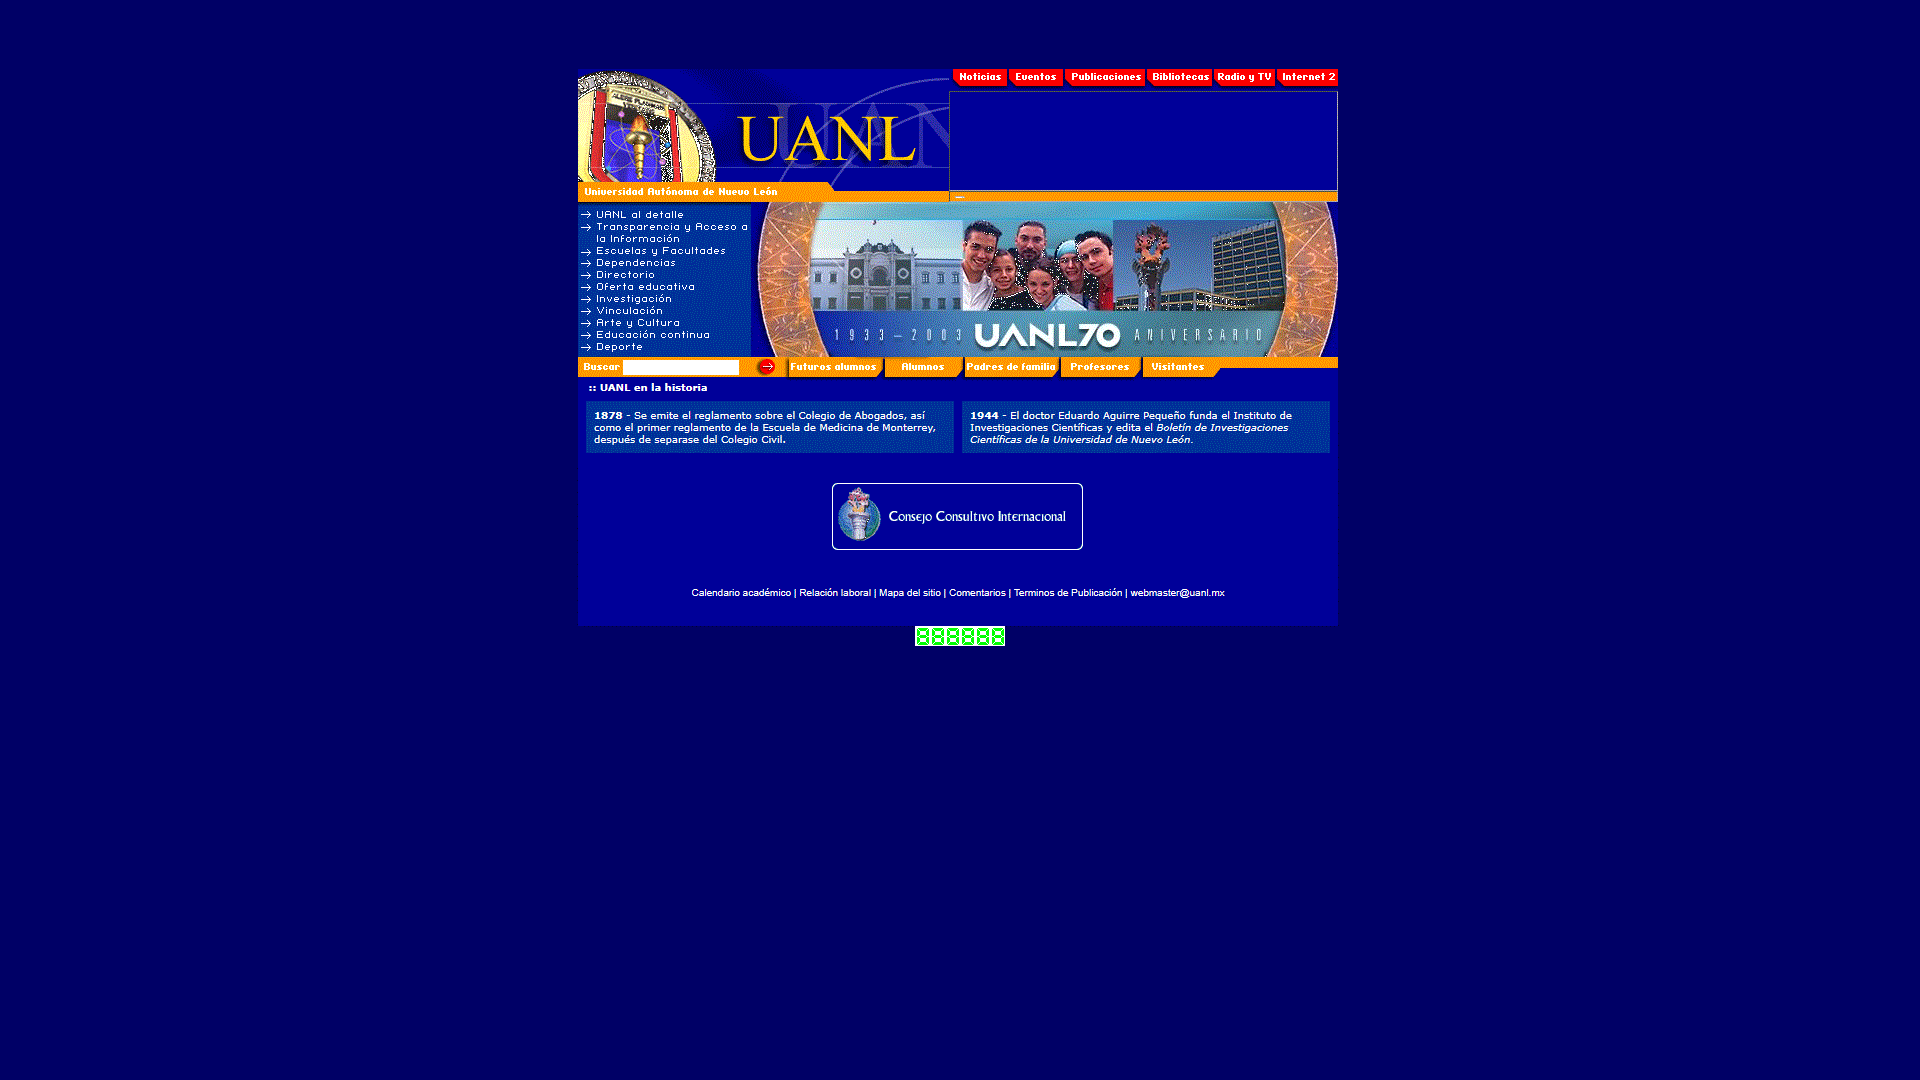 Noticias Eventos Publicaciones Bibliotecas Radio y TV Internet 2
ALERE FLAMMAM
UANL
Universidad Autónoma de Nuevo León
UANL al detalle
Transparencia y Acceso a
la Información
Escuelas y Facultades
Dependencias
Directorio
Oferta educativa
Investigación
Vinculación
Arte y Cultura
Educación continua
Deporte
1933 – 2003 UANL70 ANIVERSARIO
Buscar Futuros alumnos Alumnos Padres de familia Profesores Visitantes
:: UANL en la historia
1878 - Se emite el reglamento sobre el Colegio de Abogados, así
como el primer reglamento de la Escuela de Medicina de Monterrey,
después de separase del Colegio Civil.
1944 - El doctor Eduardo Aguirre Pequeño funda el Instituto de
Investigaciones Científicas y edita el Boletín de Investigaciones
Científicas de la Universidad de Nuevo León.
Consejo Consultivo Internacional
Calendario académico | Relación laboral | Mapa del sitio | Comentarios | Terminos de Publicación | webmaster@uanl.mx
888888